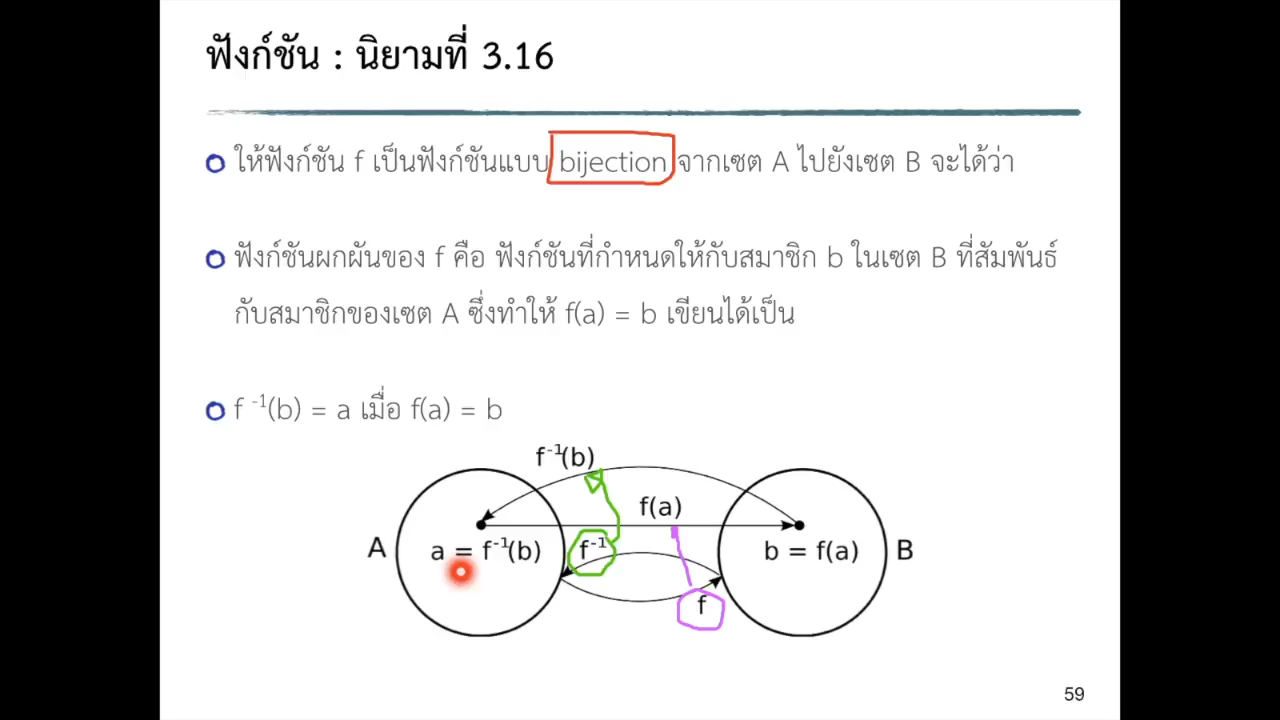 ฟังก์ชัน : นิยามที่ 3.16
ให้ฟังก์ชัน f เป็นฟังก์ชันแบบ bijection จากเซต A ไปยังเซต B จะได้ว่า
ฟังก์ชันผกผันของ f คือ ฟังก์ชันที่กำหนดให้กับสมาชิก b ในเซต B ที่สัมพันธ์
กับสมาชิกของเซต A ซึ่งทำให้ f(a) = b เขียนได้เป็น
f ⁻¹(b) = a เมื่อ f(a) = b
f⁻¹(b)
f(a)
A a = f⁻¹(b) f⁻¹ b = f(a) B
f
59